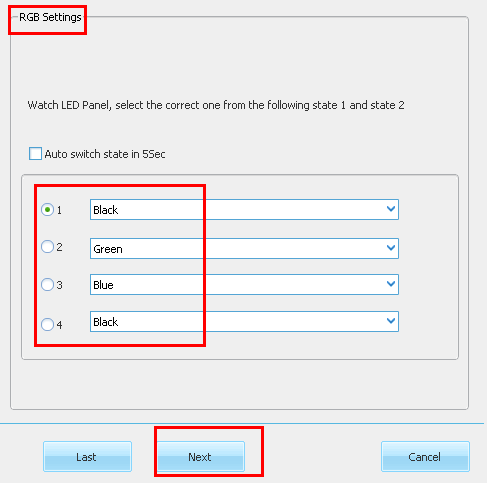 RGB Settings
Watch LED Panel, select the correct one from the following state 1 and state 2
Auto switch state in 5Sec
1 Black
2 Green
3 Blue
4 Black
Last Next Cancel